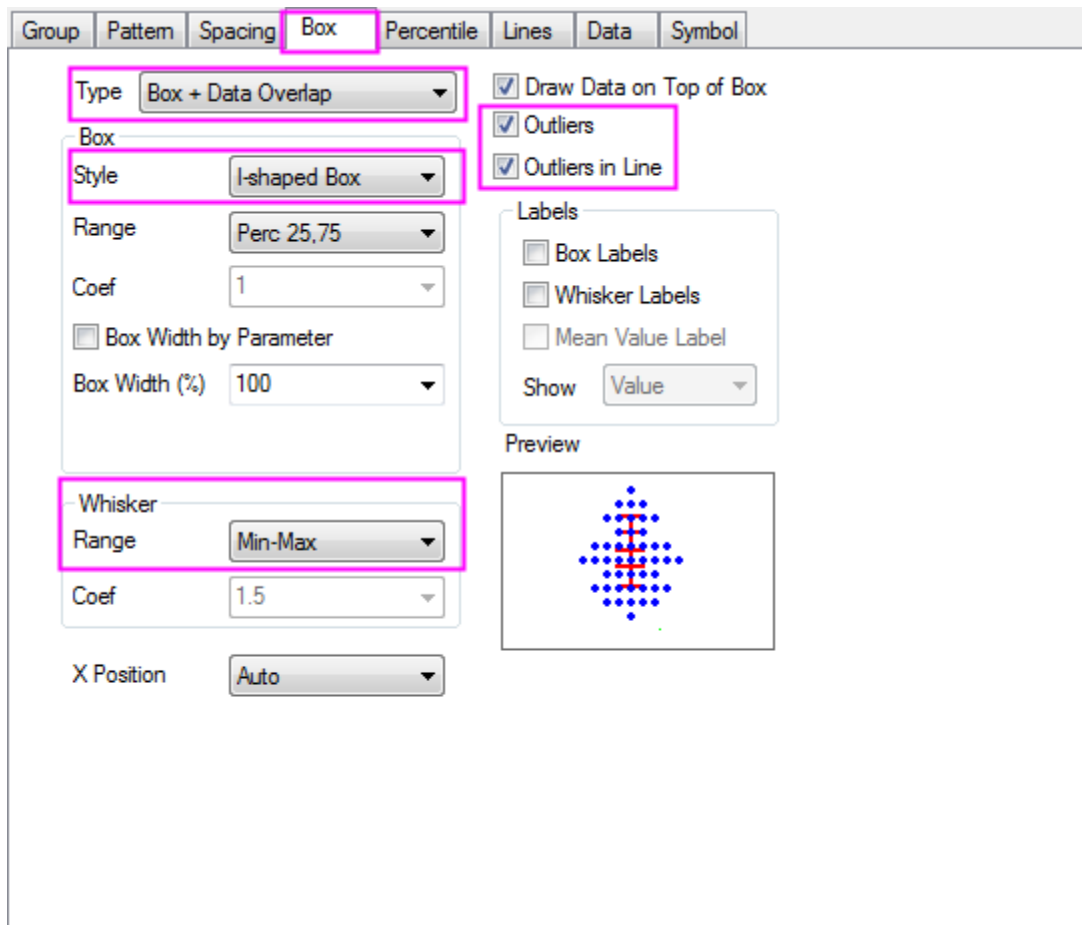 Group Pattern Spacing Box Percentile Lines Data Symbol
Type Box + Data Overlap
Box
Style I-shaped Box
Range Perc 25,75
Coef 1
Box Width by Parameter
Box Width (%) 100
Whisker
Range Min-Max
Coef 1.5
X Position Auto
Draw Data on Top of Box
Outliers
Outliers in Line
Labels
Box Labels
Whisker Labels
Mean Value Label
Show Value
Preview